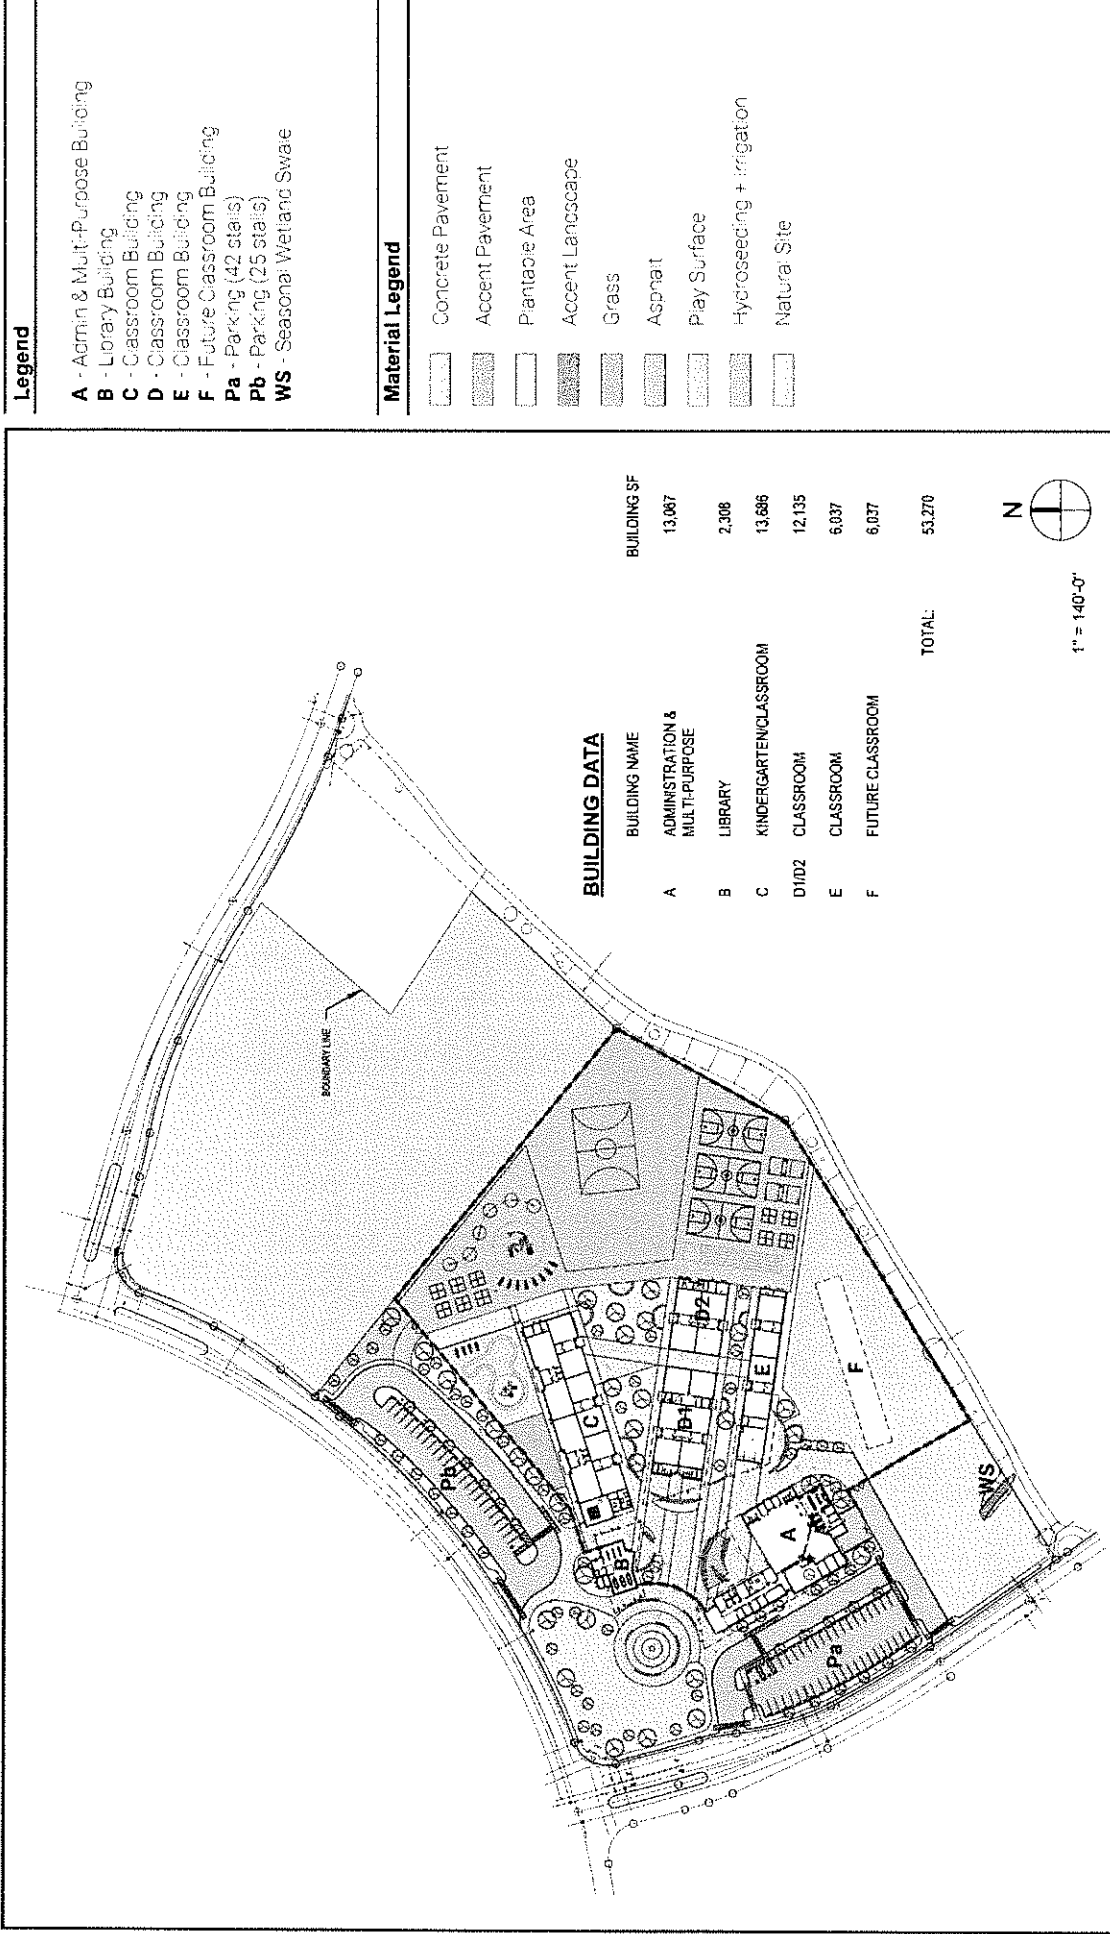 Legend
A - Admin & Multi-Purpose Building
B - Library Building
C - Classroom Building
D - Classroom Building
E - Classroom Building
F - Future Classroom Building
Pa - Parking (42 stalls)
Pb - Parking (25 stalls)
WS - Seasonal Wetland Swale
Material Legend
Concrete Pavement
Accent Pavement
Plantable Area
Accent Landscape
Grass
Asphalt
Play Surface
Hydroseeding + Irrigation
Natural Site
BOUNDARY LINE
Pb
C
B
D1
D2
E
F
A
Pa
WS
BUILDING DATA
BUILDING NAME BUILDING SF
A ADMINISTRATION & 13,067
MULTI-PURPOSE
B LIBRARY 2,308
C KINDERGARTEN/CLASSROOM 13,686
D1/D2 CLASSROOM 12,135
E CLASSROOM 6,037
F FUTURE CLASSROOM 6,037
TOTAL: 53,270
N
1" = 140'-0"